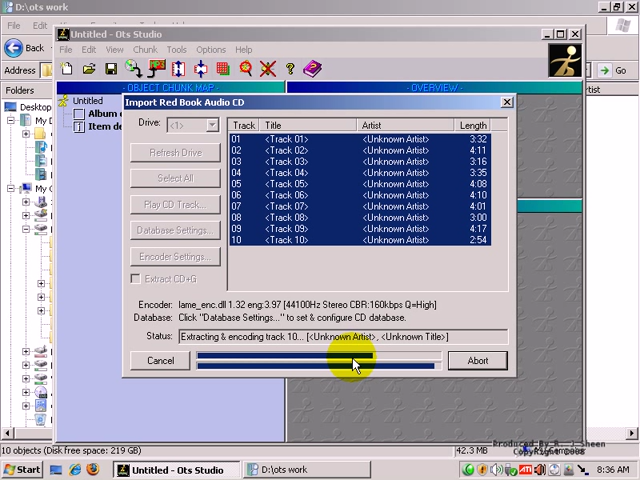 D:\ots work
File
Back
Address
Go
Folders
Artist
Desktop
My D
My C
Untitled - Ots Studio
File Edit View Chunk Tools Options Help
- OBJECT CHUNK MAP -
- OVERVIEW -
Untitled
Album
Item de
Import Red Book Audio CD
Drive: <1>
Refresh Drive
Select All
Play CD Track...
Database Settings...
Encoder Settings...
Extract CD+G
Track Title Artist Length
01 <Track 01> <Unknown Artist> 3:32
02 <Track 02> <Unknown Artist> 4:11
03 <Track 03> <Unknown Artist> 3:16
04 <Track 04> <Unknown Artist> 3:35
05 <Track 05> <Unknown Artist> 4:08
06 <Track 06> <Unknown Artist> 4:10
07 <Track 07> <Unknown Artist> 4:01
08 <Track 08> <Unknown Artist> 3:00
09 <Track 09> <Unknown Artist> 4:17
10 <Track 10> <Unknown Artist> 2:54
Encoder: lame_enc.dll 1.32 eng:3.97 [44100Hz Stereo CBR:160kbps Q=High]
Database: Click "Database Settings..." to set & configure CD database.
Status: Extracting & encoding track 10... [<Unknown Artist>, <Unknown Title>]
Cancel
Abort
10 objects (Disk free space: 219 GB)
42.3 MB
Produced By R. J Sheen
CopyRight 2008
Start
Untitled - Ots Studio
D:\ots work
8:36 AM